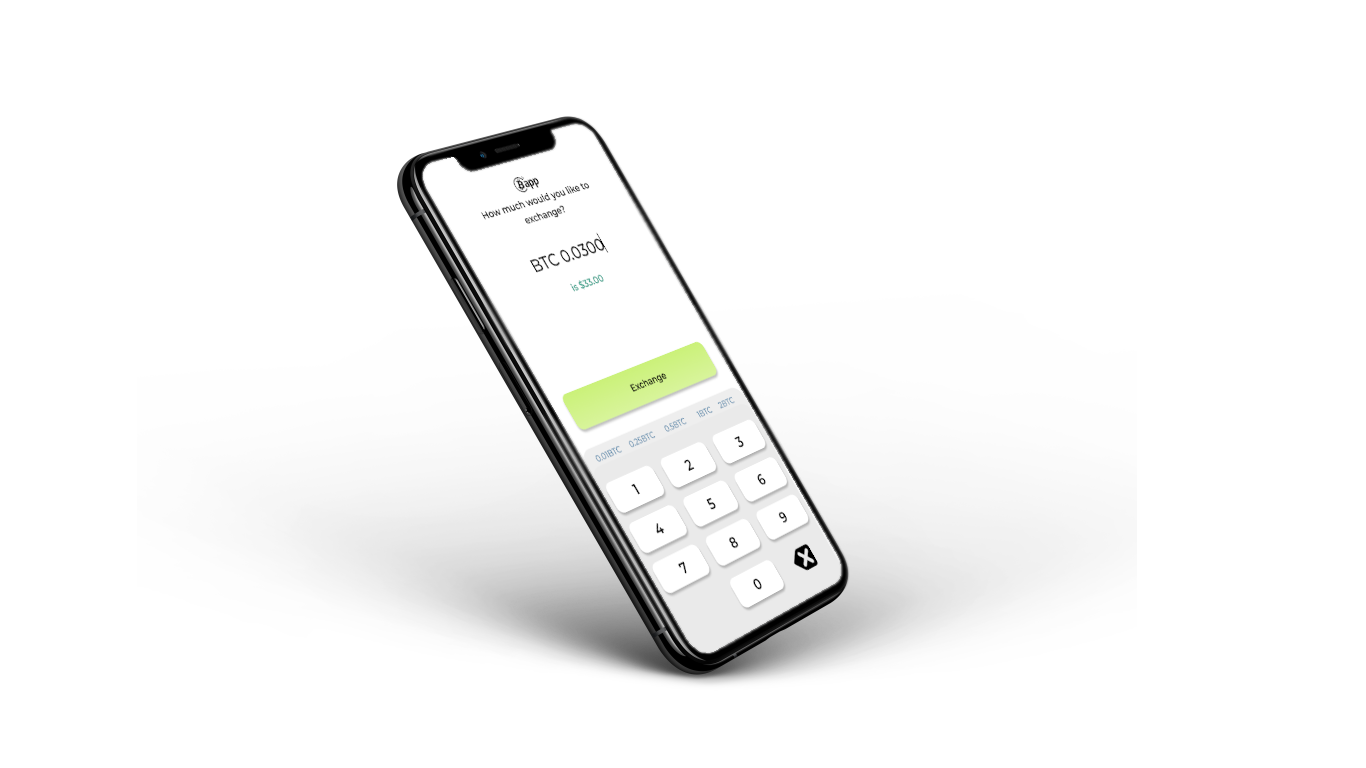 Bapp
How much would you like to
exchange?
BTC 0.0300
is $33.00
Exchange
0.01BTC 0.25BTC 0.5BTC 1BTC 2BTC
1 2 3
4 5 6
7 8 9
0 X